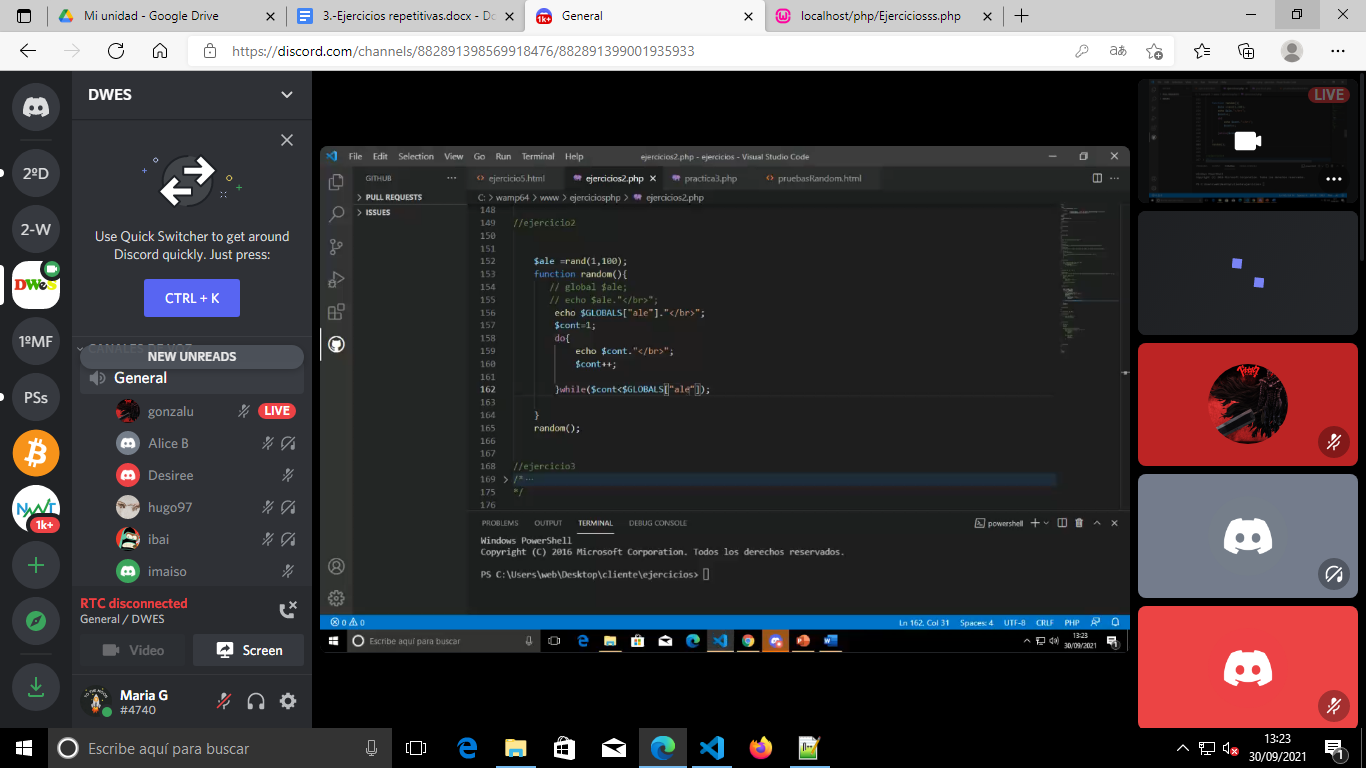 Mi unidad - Google Drive
3.-Ejercicios repetitivas.docx - Do
1k+
General
localhost/php/Ejerciciosss.php
https://discord.com/channels/882891398569918476/882891399001935933
aあ
DWES
2ºD
2-W
DWeS
1ºMF
PSs
1k+
Use Quick Switcher to get around
Discord quickly. Just press:
CTRL + K
NEW UNREADS
General
gonzalu
LIVE
Alice B
Desiree
hugo97
ibai
imaiso
RTC disconnected
General / DWES
Video
Screen
Maria G
#4740
File Edit Selection View Go Run Terminal Help
ejercicios2.php - ejercicios - Visual Studio Code
GITHUB
PULL REQUESTS
ISSUES
ejercicio5.html
ejercicios2.php
practica3.php
pruebasRandom.html
C: > wamp64 > www > ejerciciosphp > ejercicios2.php
148
149 //ejercicio2
150
151
152 $ale =rand(1,100);
153 function random(){
154 // global $ale;
155 // echo $ale."</br>";
156 echo $GLOBALS["ale"]."</br>";
157 $cont=1;
158 do{
159 echo $cont."</br>";
160 $cont++;
161
162 }while($cont<$GLOBALS["ale"]);
163
164 }
165 random();
166
167
168 //ejercicio3
169 /*···
175 */
176
PROBLEMS OUTPUT TERMINAL DEBUG CONSOLE
powershell
Windows PowerShell
Copyright (C) 2016 Microsoft Corporation. Todos los derechos reservados.
PS C:\Users\web\Desktop\cliente\ejercicios>
0 0
Ln 162, Col 31 Spaces: 4 UTF-8 CRLF PHP
Escribe aquí para buscar
13:23
30/09/2021
LIVE
Escribe aquí para buscar
13:23
30/09/2021
1